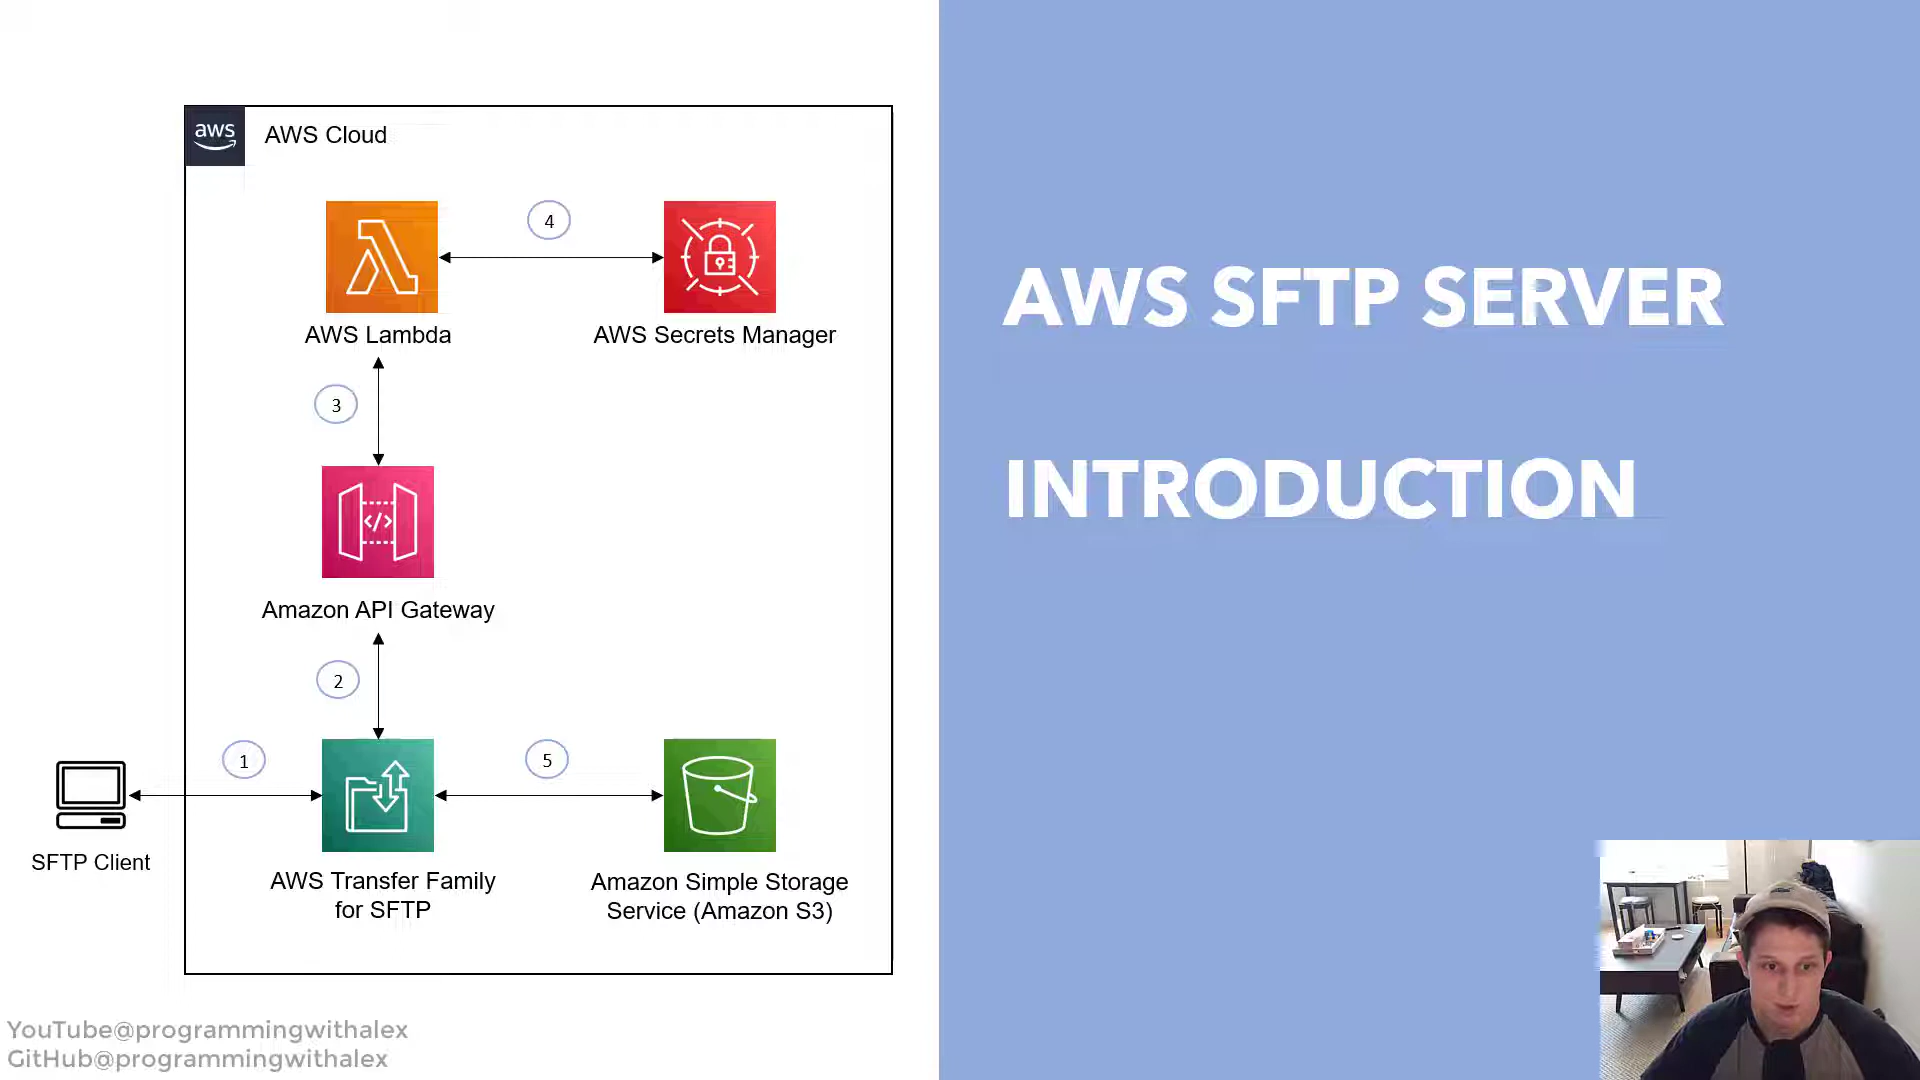 aws
AWS Cloud
4
AWS Lambda
AWS Secrets Manager
3
</>
Amazon API Gateway
2
1
5
SFTP Client
AWS Transfer Family
for SFTP
Amazon Simple Storage
Service (Amazon S3)
AWS SFTP SERVER
INTRODUCTION
YouTube@programmingwithalex
GitHub@programmingwithalex